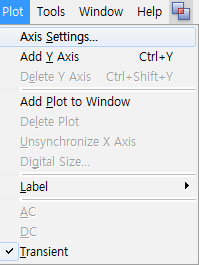 Plot Tools Window Help
Axis Settings...
Add Y Axis Ctrl+Y
Delete Y Axis Ctrl+Shift+Y
Add Plot to Window
Delete Plot
Unsynchronize X Axis
Digital Size...
Label
AC
DC
Transient